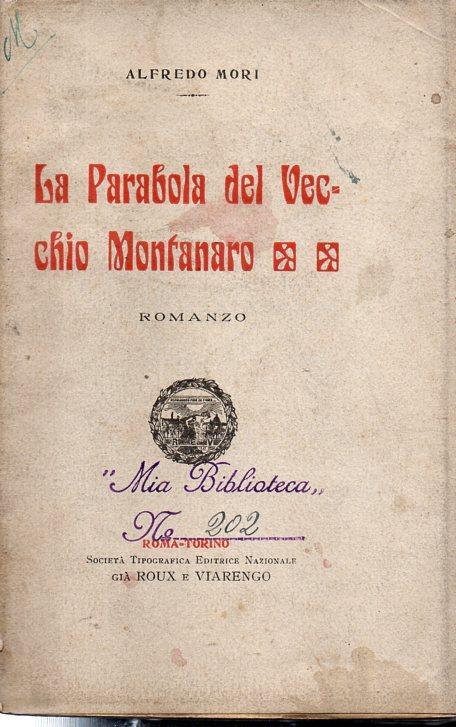 M
ALFREDO MORI
La Parabola del Vec-
chio Montanaro
ROMANZO
R E V
"Mia Biblioteca„
No 202
ROMA-TORINO
SOCIETÀ TIPOGRAFICA EDITRICE NAZIONALE
GIÀ ROUX E VIARENGO